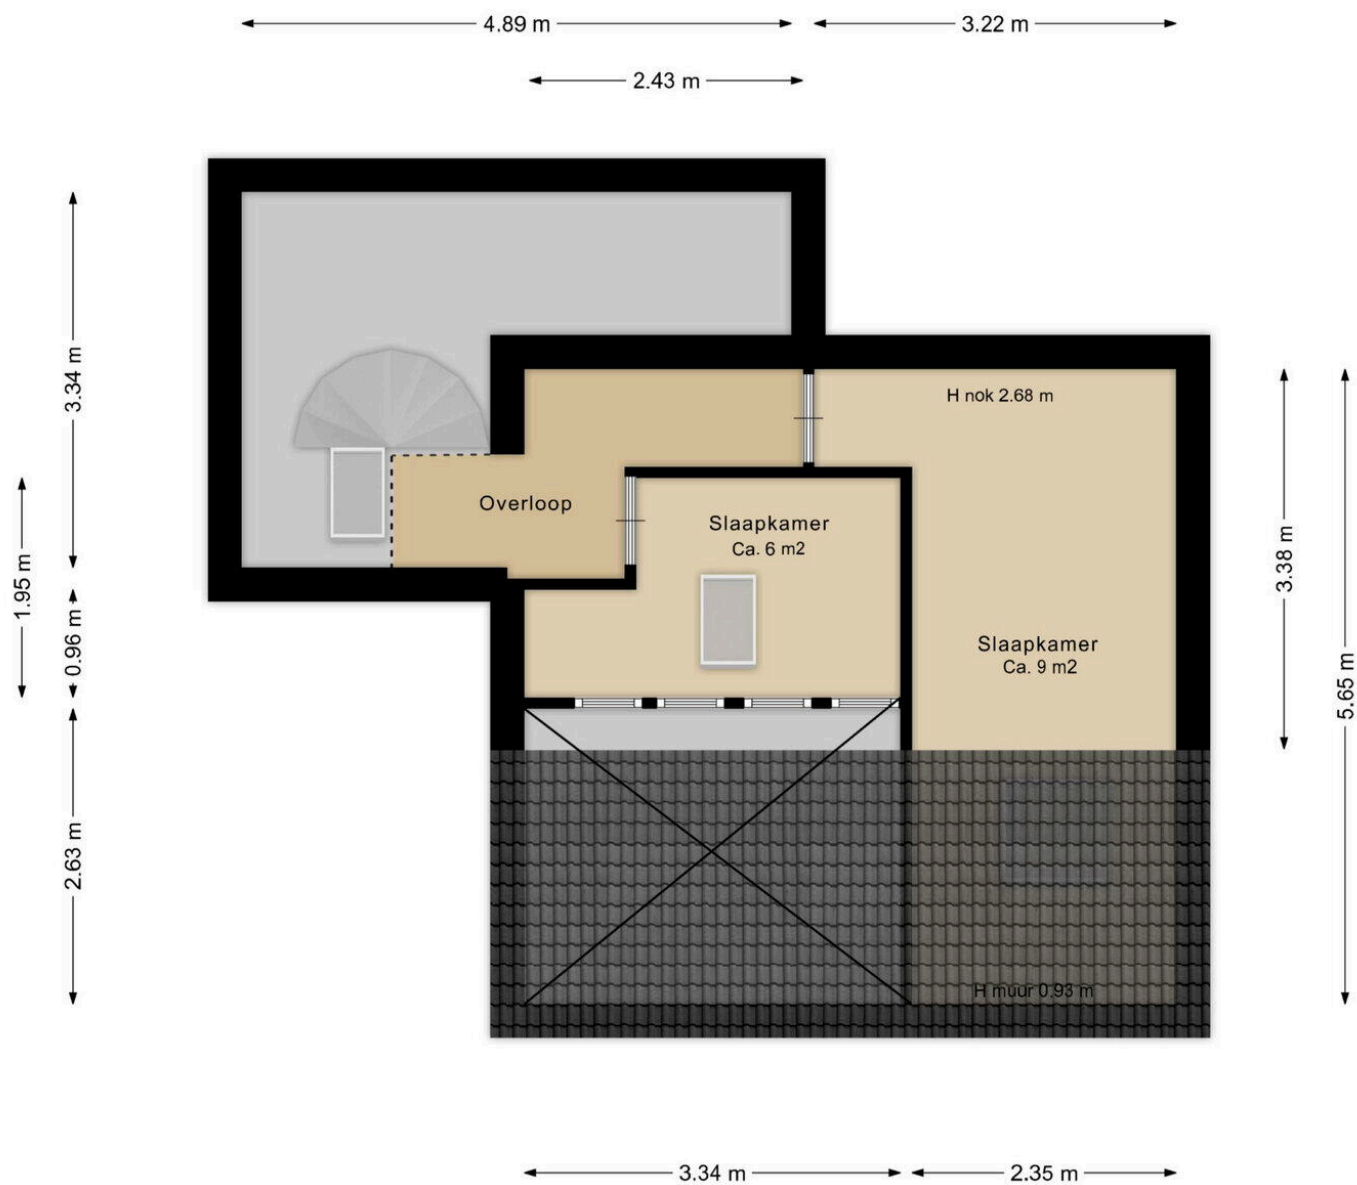 4.89 m
3.22 m
2.43 m
3.34 m
H nok 2.68 m
Overloop
Slaapkamer
Ca. 6 m2
1.95 m
0.96 m
3.38 m
Slaapkamer
Ca. 9 m2
5.65 m
2.63 m
H muur 0.93 m
3.34 m
2.35 m